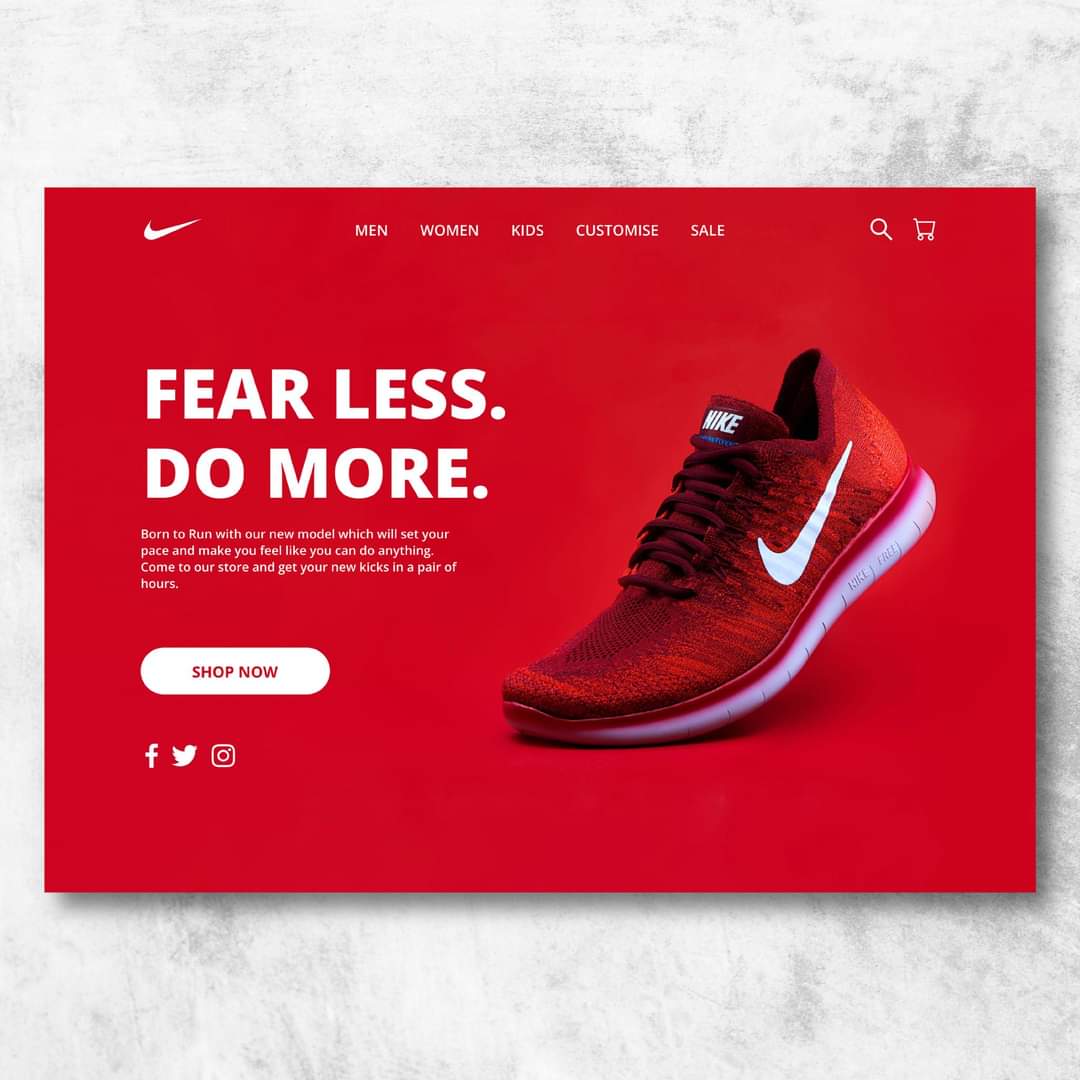 MEN WOMEN KIDS CUSTOMISE SALE
FEAR LESS.
DO MORE.
Born to Run with our new model which will set your
pace and make you feel like you can do anything.
Come to our store and get your new kicks in a pair of
hours.
SHOP NOW
NIKE
NIKE FREE